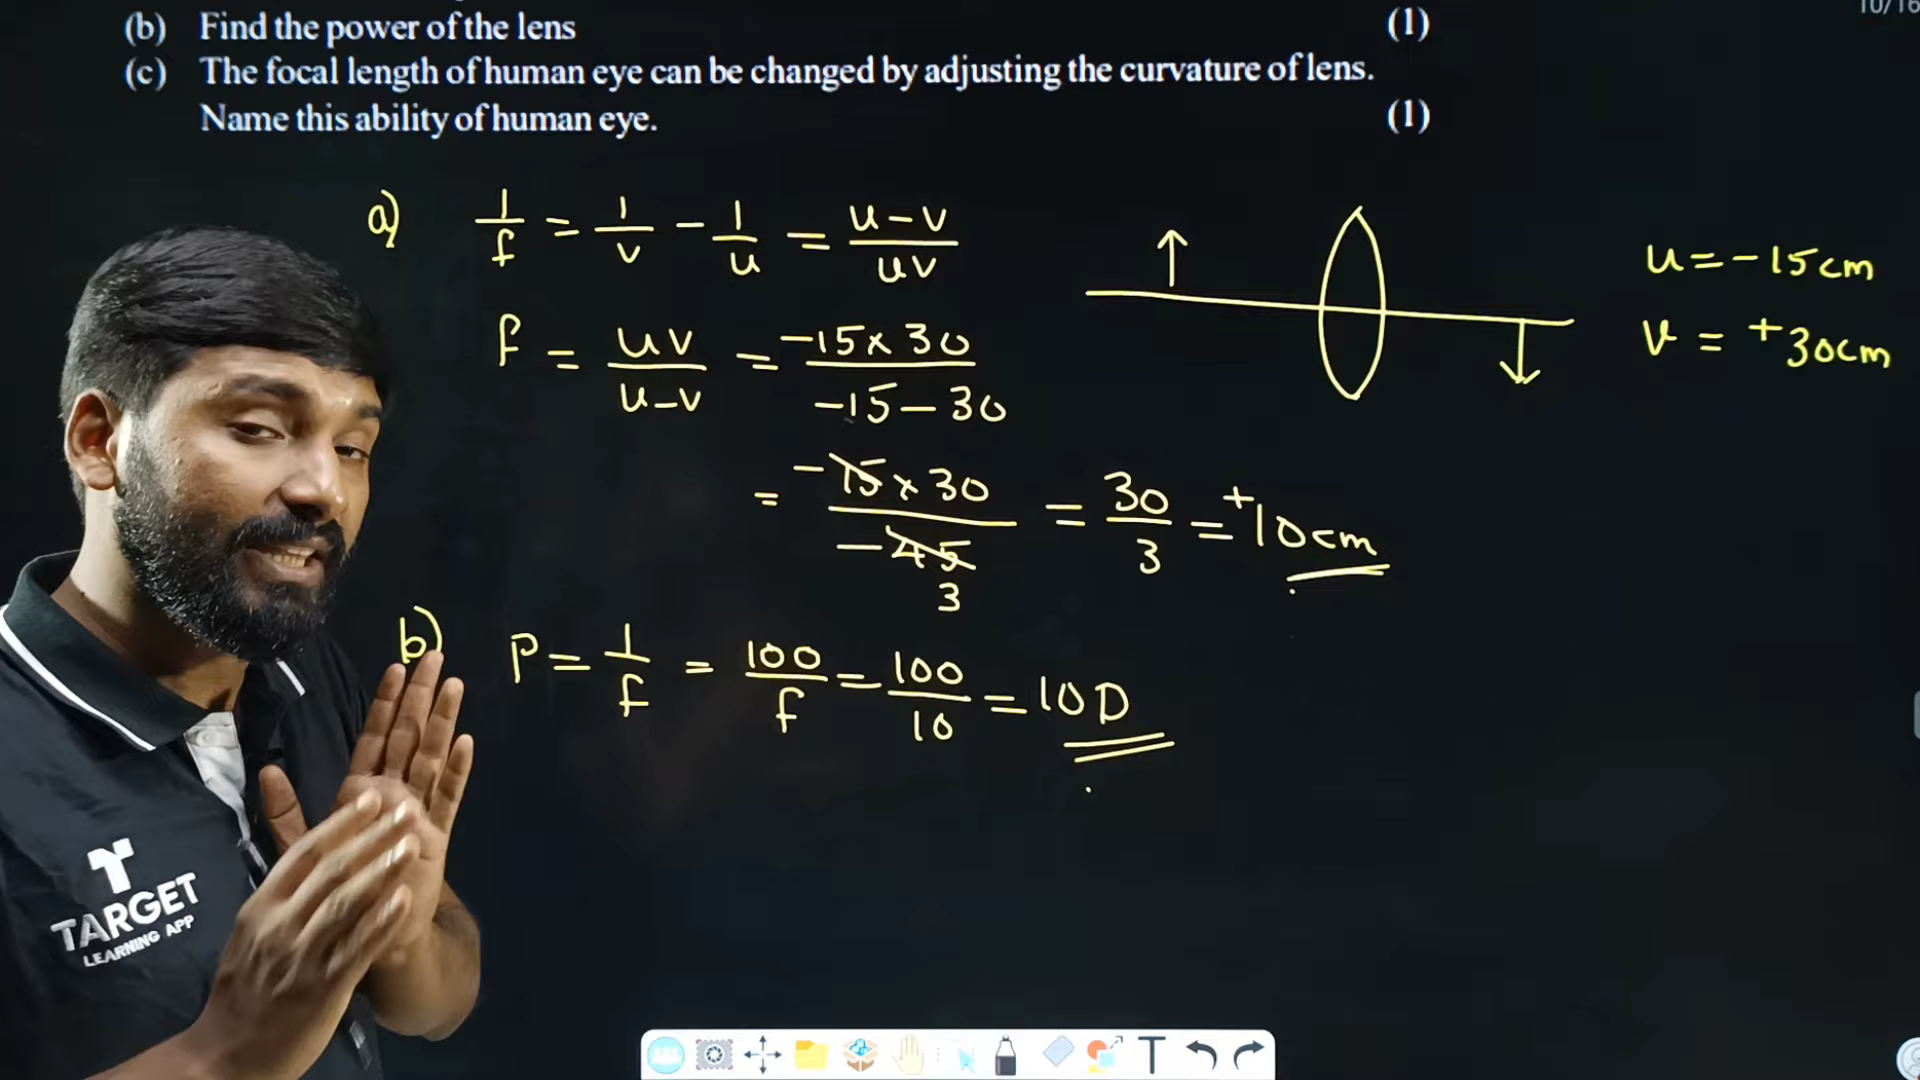 10/16
(b) Find the power of the lens (1)
(c) The focal length of human eye can be changed by adjusting the curvature of lens.
Name this ability of human eye. (1)
a) 1/f = 1/v - 1/u = u-v/uv
u = -15cm
v = +30cm
f = uv/u-v = -15 x 30/-15 - 30
= -15 x 30/-45 3 = 30/3 = +10cm
b) P = 1/f = 100/f = 100/10 = 10D
TARGET
LEARNING APP
T